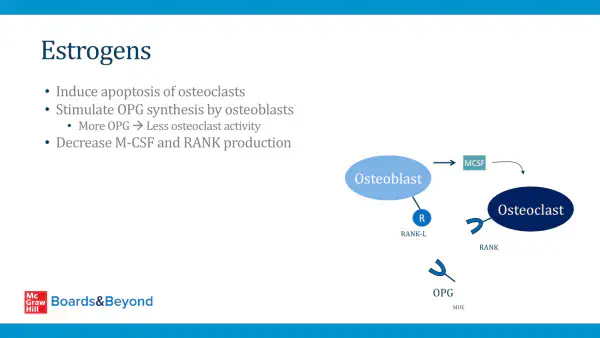 Estrogens
• Induce apoptosis of osteoclasts
• Stimulate OPG synthesis by osteoblasts
• More OPG → Less osteoclast activity
• Decrease M-CSF and RANK production
Osteoblast
MCSF
Osteoclast
R
RANK-L
RANK
OPG
Mc
Graw
Hill
Boards&Beyond